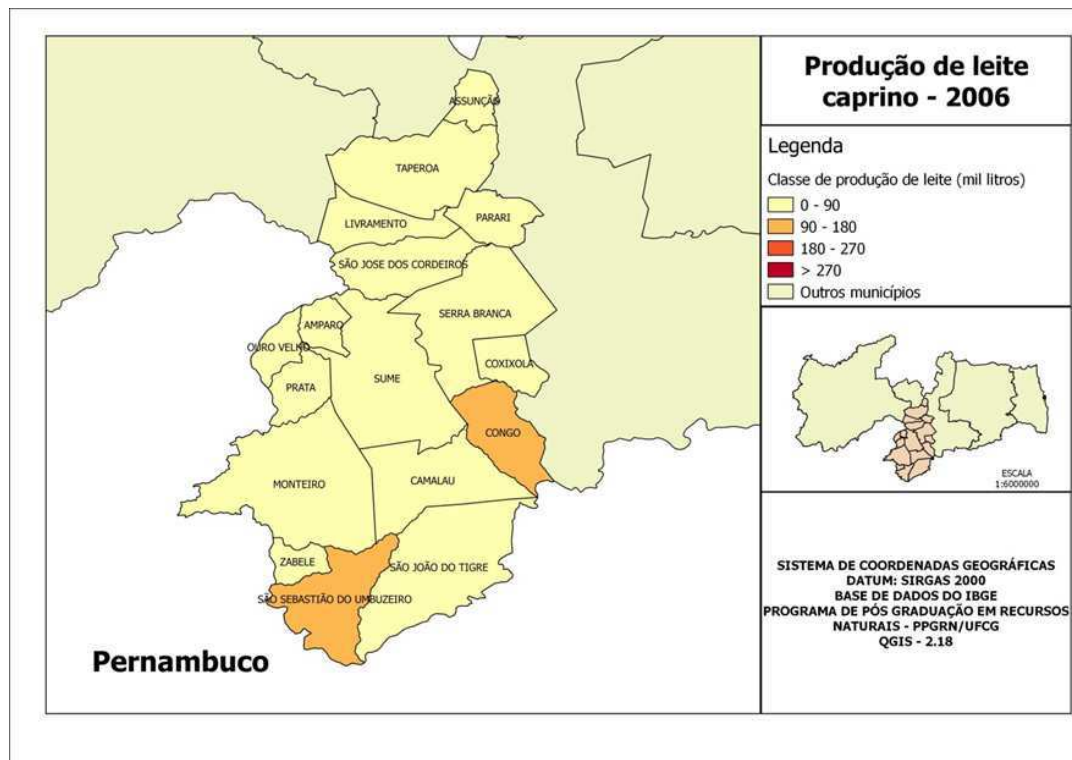 Produção de leite
caprino - 2006
Legenda
Classe de produção de leite (mil litros)
0 - 90
90 - 180
180 - 270
> 270
Outros municípios
ASSUNÇÃO
TAPEROA
LIVRAMENTO
PARARI
SÃO JOSE DOS CORDEIROS
SERRA BRANCA
AMPARO
OURO VELHO
COXIXOLA
PRATA
SUME
CONGO
MONTEIRO
CAMALAU
ZABELE
SÃO JOÃO DO TIGRE
SÃO SEBASTIÃO DO UMBUZEIRO
Pernambuco
ESCALA
1:6000000
SISTEMA DE COORDENADAS GEOGRÁFICAS
DATUM: SIRGAS 2000
BASE DE DADOS DO IBGE
PROGRAMA DE PÓS GRADUAÇÃO EM RECURSOS
NATURAIS - PPGRN/UFCG
QGIS - 2.18